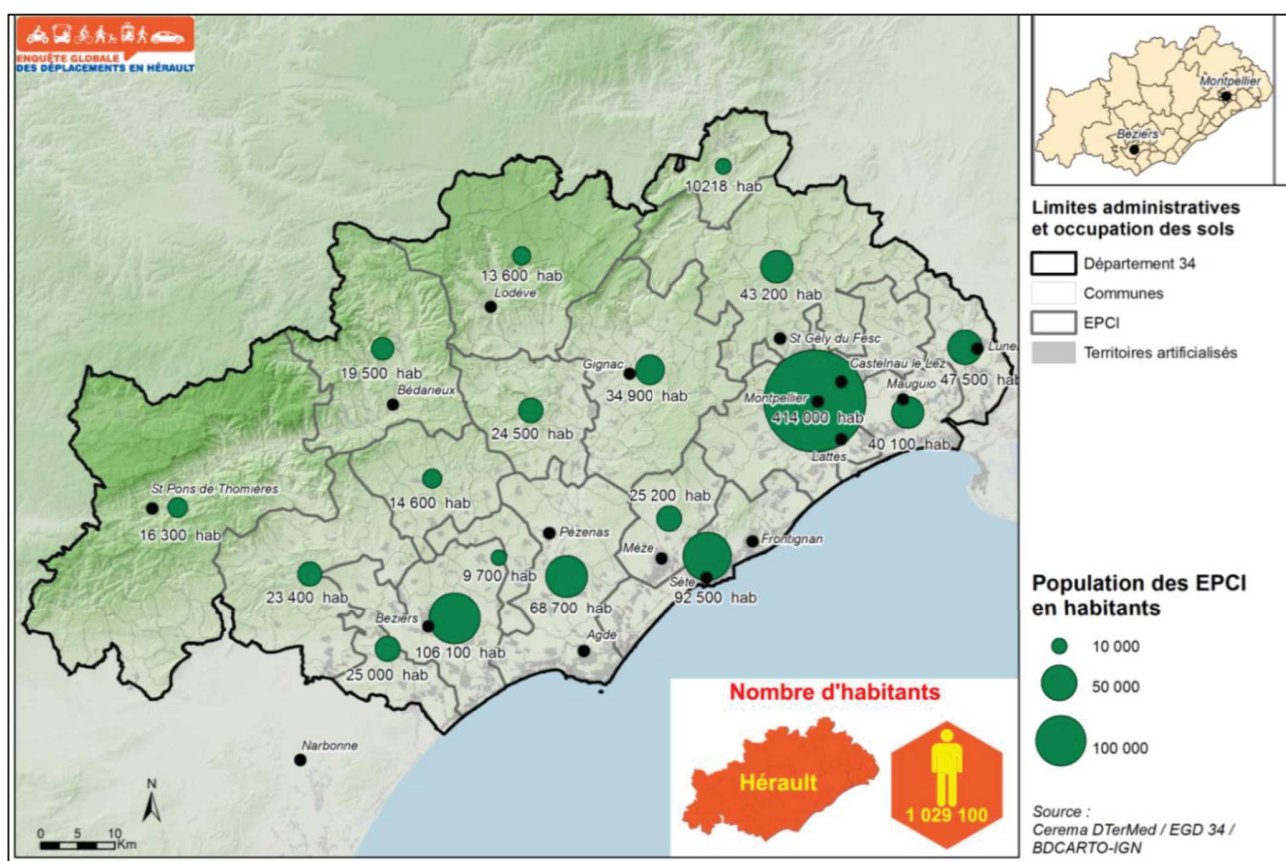 ENQUÊTE GLOBALE
DES DÉPLACEMENTS EN HÉRAULT
10218 hab
13 600 hab
Lodève
43 200 hab
St Gély du Fesc
19 500 hab
Bédarieux
Gignac
34 900 hab
Castelnau le Lez
Mauguio
Lunel
47 500 hab
Montpellier
414 000 hab
40 100 hab
Lattes
24 500 hab
14 600 hab
St Pons de Thomières
16 300 hab
25 200 hab
Pézenas
Mèze
Frontignan
9 700 hab
Sète
92 500 hab
68 700 hab
23 400 hab
Beziers
106 100 hab
Agde
25 000 hab
Narbonne
N
0 5 10
Km
Nombre d'habitants
Hérault
1 029 100
Montpellier
Beziers
Limites administratives
et occupation des sols
Département 34
Communes
EPCI
Territoires artificialisés
Population des EPCI
en habitants
10 000
50 000
100 000
Source :
Cerema DTerMed / EGD 34 /
BDCARTO-IGN